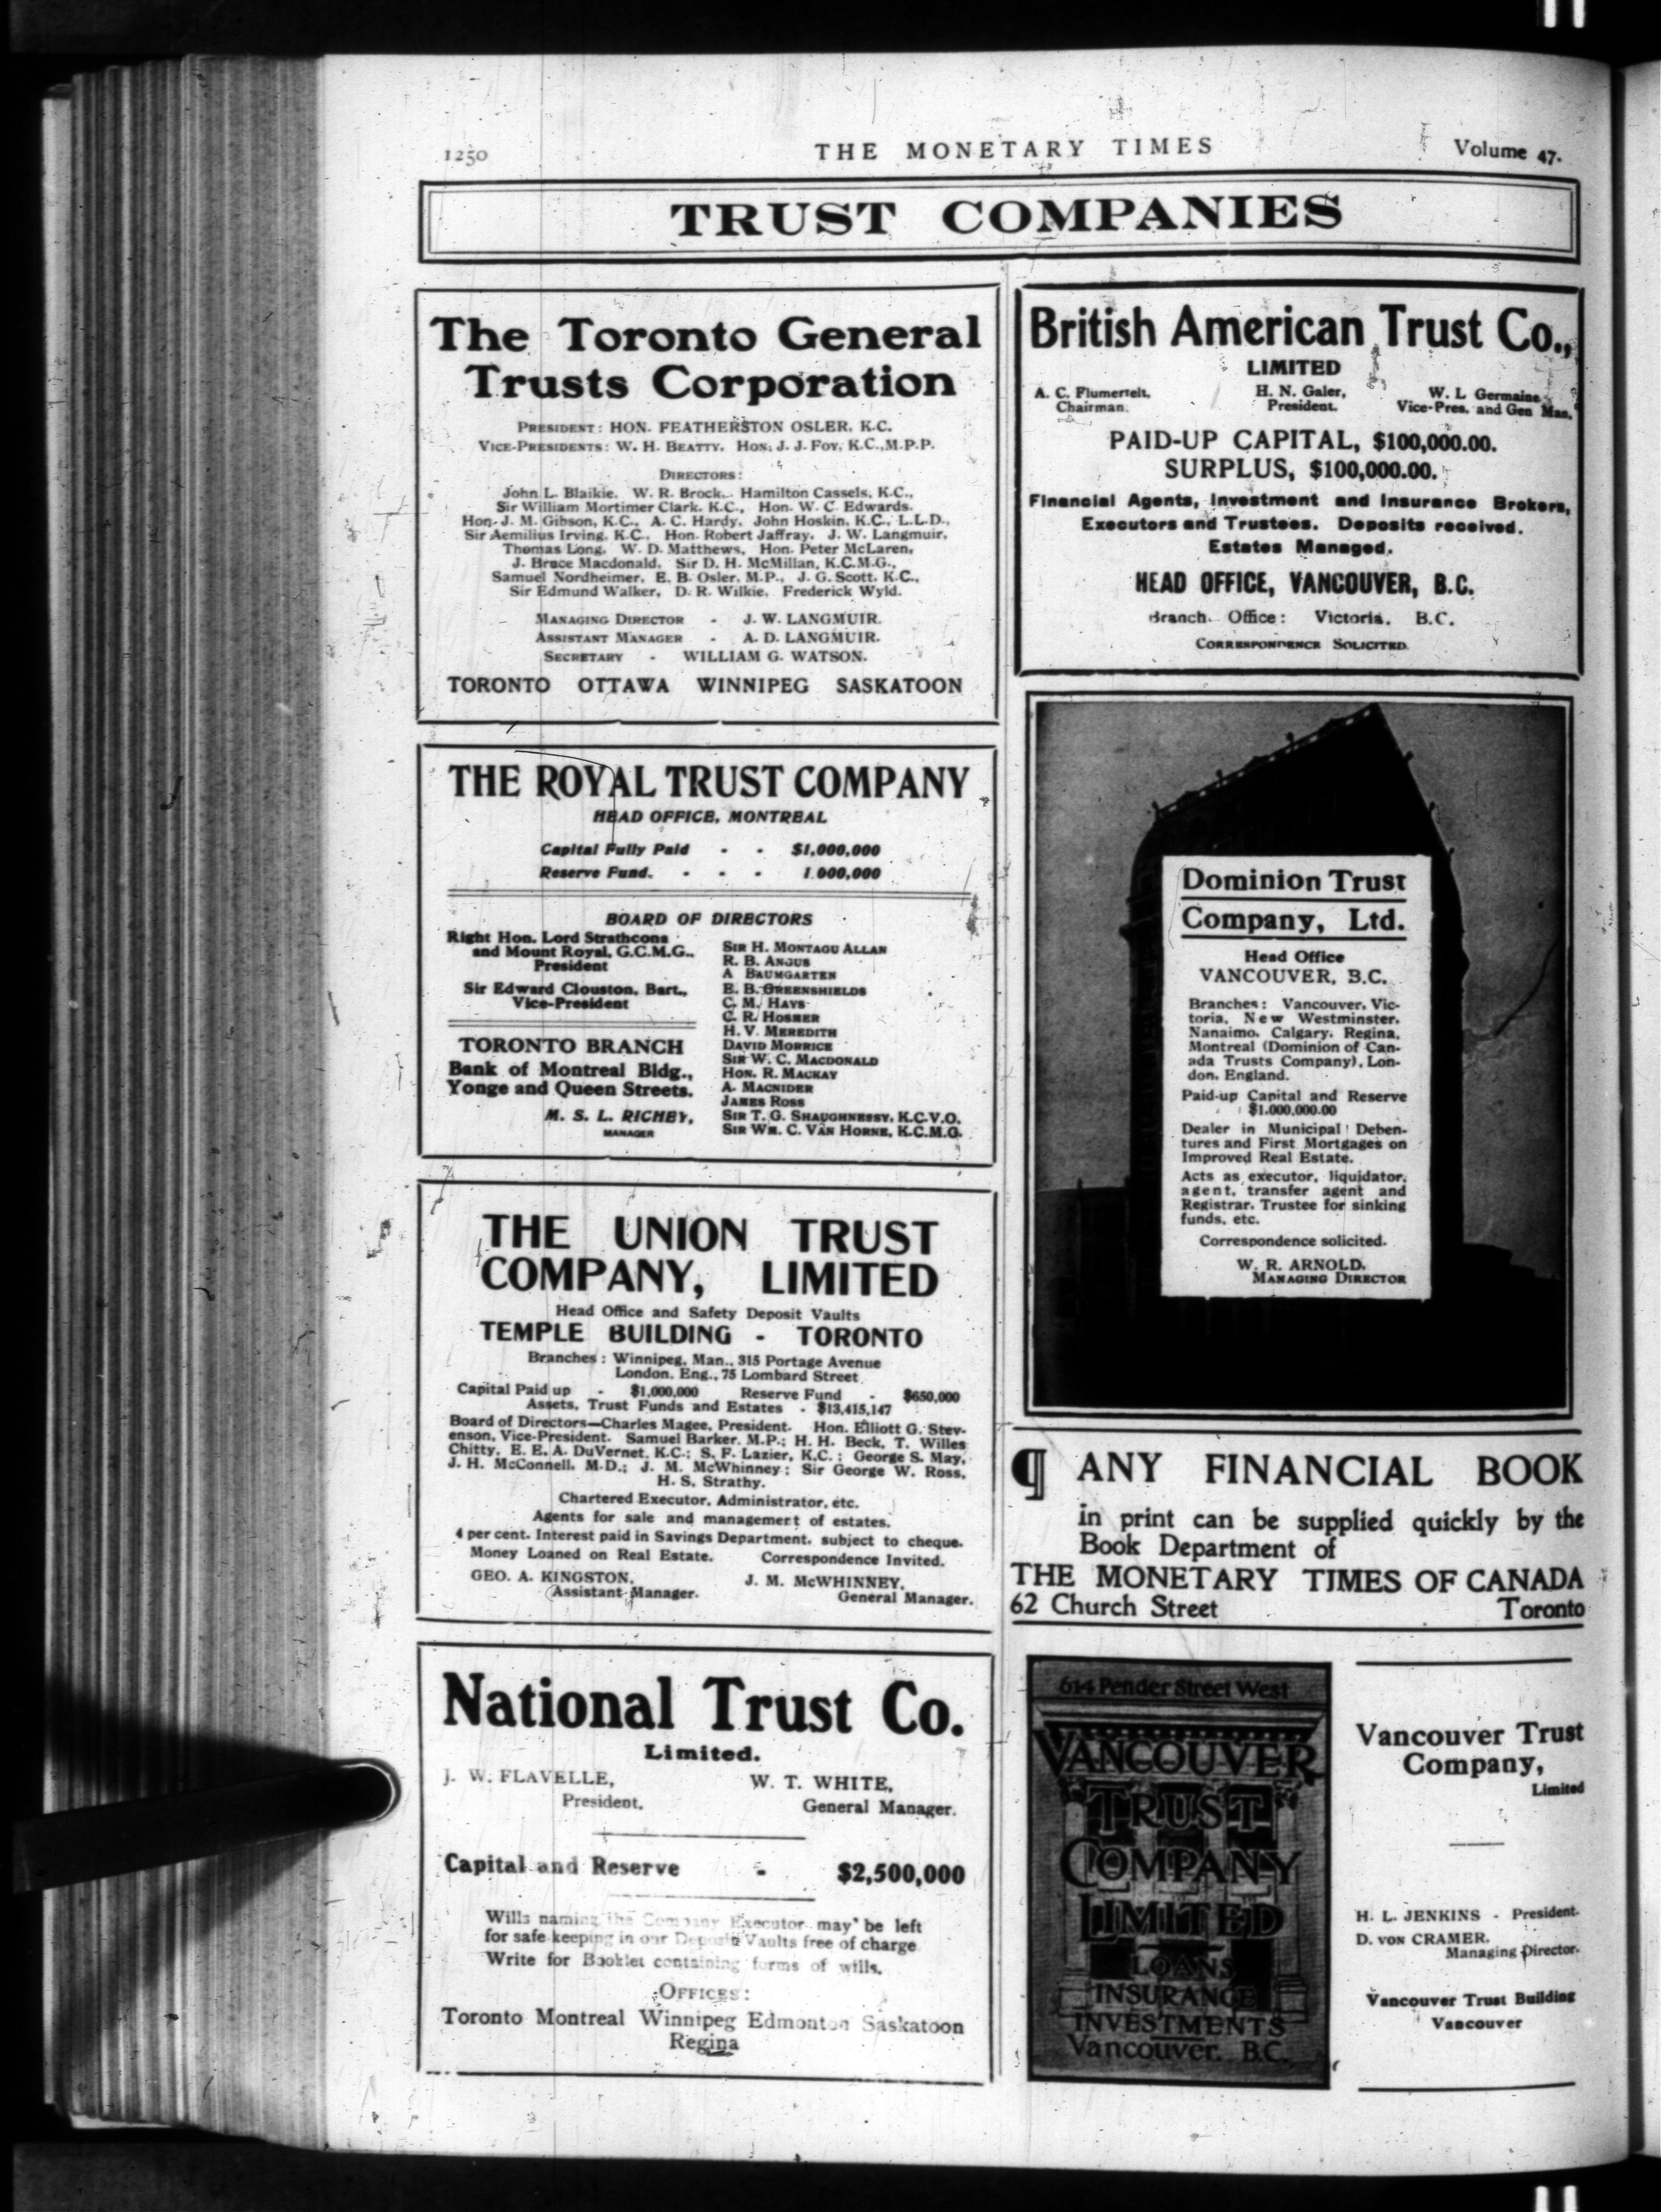 1250
THE MONETARY TIMES
Volume 47.
TRUST COMPANIES
The Toronto General
Trusts Corporation
PRESIDENT: HON. FEATHERSTON OSLER, K.C.
VICE-PRESIDENTS: W. H. BEATTY. HON. J. J. FOY, K.C., M.P.P.
DIRECTORS:
John L. Blaikie, W. R. Brock, Hamilton Cassels, K.C.,
Sir William Mortimer Clark, K.C., Hon. W. C. Edwards,
Hon. J. M. Gibson, K.C., A. C. Hardy, John Hoskin, K.C., L.L.D.,
Sir Aemilius Irving, K.C., Hon. Robert Jaffray, J. W. Langmuir,
Thomas Long, W. D. Matthews, Hon. Peter McLaren,
J. Bruce Macdonald, Sir D. H. McMillan, K.C.M.G.,
Samuel Nordheimer, E. B. Osler, M.P., J. G. Scott, K.C.,
Sir Edmund Walker, D. R. Wilkie, Frederick Wyld.
MANAGING DIRECTOR - J. W. LANGMUIR.
ASSISTANT MANAGER - A. D. LANGMUIR.
SECRETARY - WILLIAM G. WATSON.
TORONTO OTTAWA WINNIPEG SASKATOON
THE ROYAL TRUST COMPANY
HEAD OFFICE, MONTREAL
Capital Fully Paid - - $1,000,000
Reserve Fund. - - - 1,000,000
BOARD OF DIRECTORS
Right Hon. Lord Strathcona
and Mount Royal, G.C.M.G.,
President
Sir Edward Clouston, Bart.,
Vice-President
TORONTO BRANCH
Bank of Montreal Bldg.,
Yonge and Queen Streets.
M. S. L. RICHEY,
MANAGER
SIR H. MONTAGU ALLAN
R. B. ANGUS
A. BAUMGARTEN
E. B. GREENSHIELDS
C. M. HAYS
C. R. HOSMER
H. V. MEREDITH
DAVID MORRICE
SIR W. C. MACDONALD
HON. R. MACKAY
A. MACNIDER
JAMES ROSS
SIR T. G. SHAUGHNESSY, K.C.V.O.
SIR WM. C. VAN HORNE, K.C.M.G.
THE UNION TRUST
COMPANY, LIMITED
Head Office and Safety Deposit Vaults
TEMPLE BUILDING - TORONTO
Branches: Winnipeg, Man., 315 Portage Avenue
London, Eng., 75 Lombard Street
Capital Paid up - $1,000,000 Reserve Fund - $650,000
Assets, Trust Funds and Estates - $13,415,147
Board of Directors—Charles Magee, President. Hon. Elliott G. Stev-
enson, Vice-President. Samuel Barker, M.P.; H. H. Beck, T. Willes
Chitty, E. E. A. DuVernet, K.C.; S. F. Lazier, K.C.; George S. May,
J. H. McConnell, M.D.; J. M. McWhinney; Sir George W. Ross,
H. S. Strathy.
Chartered Executor, Administrator, etc.
Agents for sale and management of estates.
4 per cent. Interest paid in Savings Department, subject to cheque.
Money Loaned on Real Estate. Correspondence Invited.
GEO. A. KINGSTON, J. M. McWHINNEY,
Assistant Manager. General Manager.
National Trust Co.
Limited.
J. W. FLAVELLE, W. T. WHITE,
President. General Manager.
Capital and Reserve - $2,500,000
Wills naming the Company Executor may be left
for safe keeping in our Deposit Vaults free of charge
Write for Booklet containing forms of wills.
OFFICES:
Toronto Montreal Winnipeg Edmonton Saskatoon
Regina
British American Trust Co.,
LIMITED
A. C. Flumerfelt, H. N. Galer, W. L Germaine,
Chairman. President. Vice-Pres. and Gen Man.
PAID-UP CAPITAL, $100,000.00.
SURPLUS, $100,000.00.
Financial Agents, Investment and Insurance Brokers,
Executors and Trustees. Deposits received.
Estates Managed.
HEAD OFFICE, VANCOUVER, B.C.
Branch Office: Victoria, B.C.
CORRESPONDENCE SOLICITED.
Dominion Trust
Company, Ltd.
Head Office
VANCOUVER, B.C.
Branches: Vancouver, Vic-
toria, New Westminster,
Nanaimo, Calgary, Regina,
Montreal (Dominion of Can-
ada Trusts Company), Lon-
don, England.
Paid-up Capital and Reserve
$1,000,000.00
Dealer in Municipal Deben-
tures and First Mortgages on
Improved Real Estate.
Acts as executor, liquidator,
agent, transfer agent and
Registrar. Trustee for sinking
funds, etc.
Correspondence solicited.
W. R. ARNOLD,
MANAGING DIRECTOR
¶ ANY FINANCIAL BOOK
in print can be supplied quickly by the
Book Department of
THE MONETARY TIMES OF CANADA
62 Church Street Toronto
614 Pender Street West
VANCOUVER
TRUST
COMPANY
LIMITED
LOANS
INSURANCE
INVESTMENTS
Vancouver. B.C.
Vancouver Trust
Company,
Limited
H. L. JENKINS - President.
D. VON CRAMER,
Managing Director.
Vancouver Trust Building
Vancouver